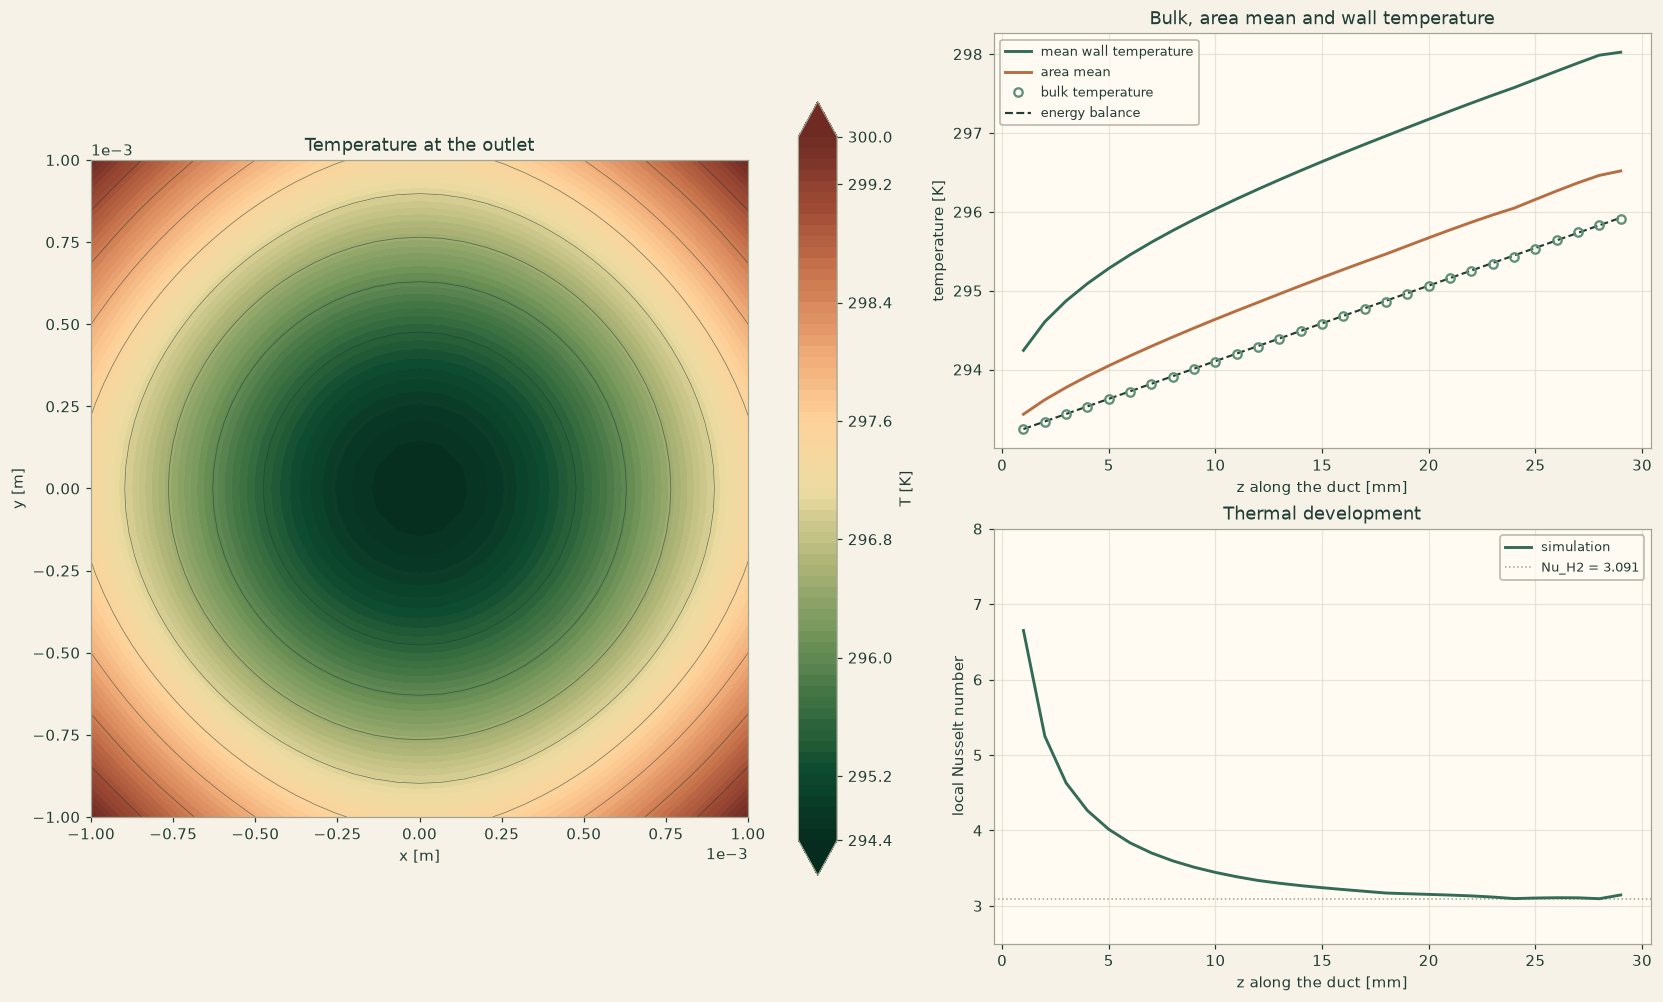 Temperature at the outlet
1e−3
1.00
0.75
0.50
0.25
0.00
−0.25
−0.50
−0.75
−1.00
y [m]
−1.00 −0.75 −0.50 −0.25 0.00 0.25 0.50 0.75 1.00
x [m]
1e−3
300.0
299.2
298.4
297.6
296.8
296.0
295.2
294.4
T [K]
Bulk, area mean and wall temperature
mean wall temperature
area mean
bulk temperature
energy balance
298
297
296
295
294
temperature [K]
0 5 10 15 20 25 30
z along the duct [mm]
Thermal development
simulation
Nu_H2 = 3.091
8
7
6
5
4
3
local Nusselt number
0 5 10 15 20 25 30
z along the duct [mm]